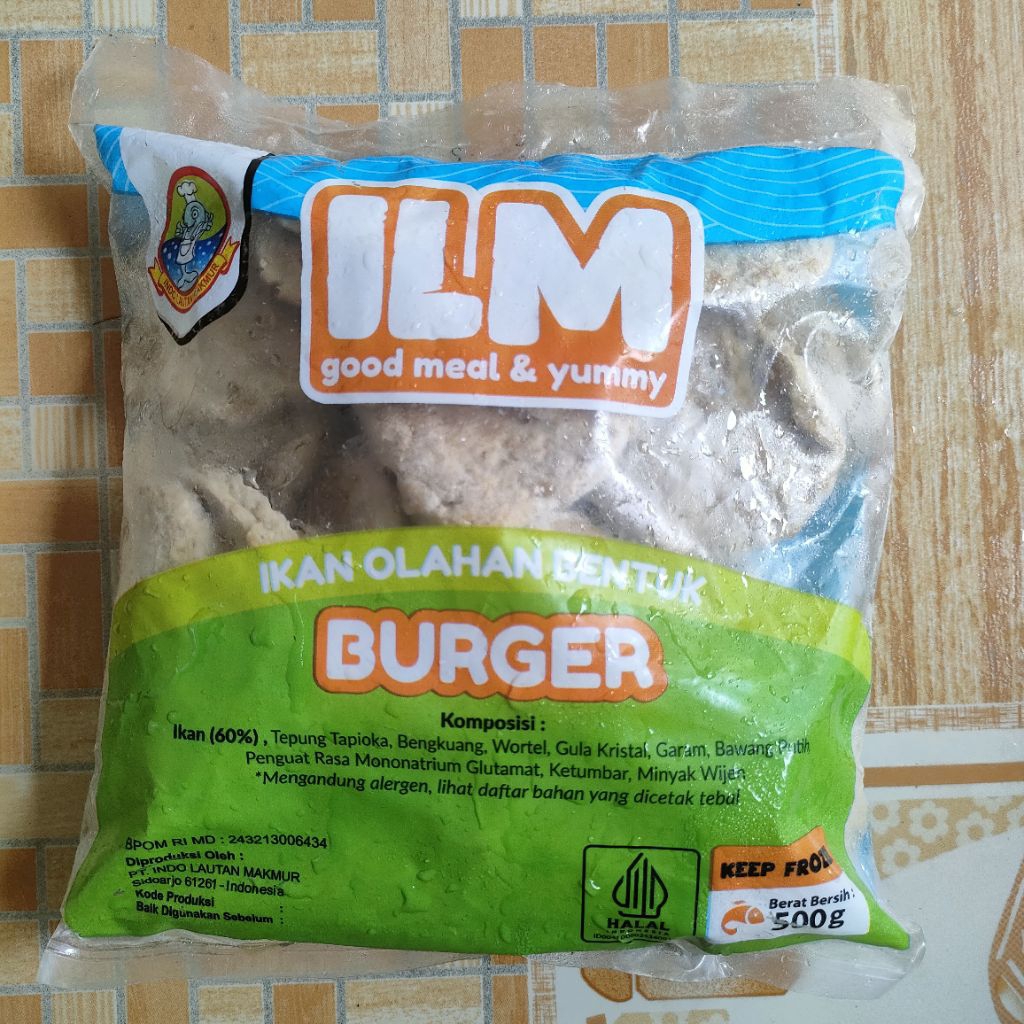 ILM
good meal & yummy
IKAN OLAHAN BENTUK
BURGER
Komposisi :
Ikan (60%) , Tepung Tapioka, Bengkuang, Wortel, Gula Kristal, Garam, Bawang Putih
Penguat Rasa Mononatrium Glutamat, Ketumbar, Minyak Wijen
*Mengandung alergen, lihat daftar bahan yang dicetak tebal
BPOM RI MD : 243213006434
Diproduksi Oleh :
PT. INDO LAUTAN MAKMUR
Sidoarjo 61261 - Indonesia
Kode Produksi :
Baik Digunakan Sebelum :
HALAL
INDONESIA
KEEP
Berat Bersih :
500g